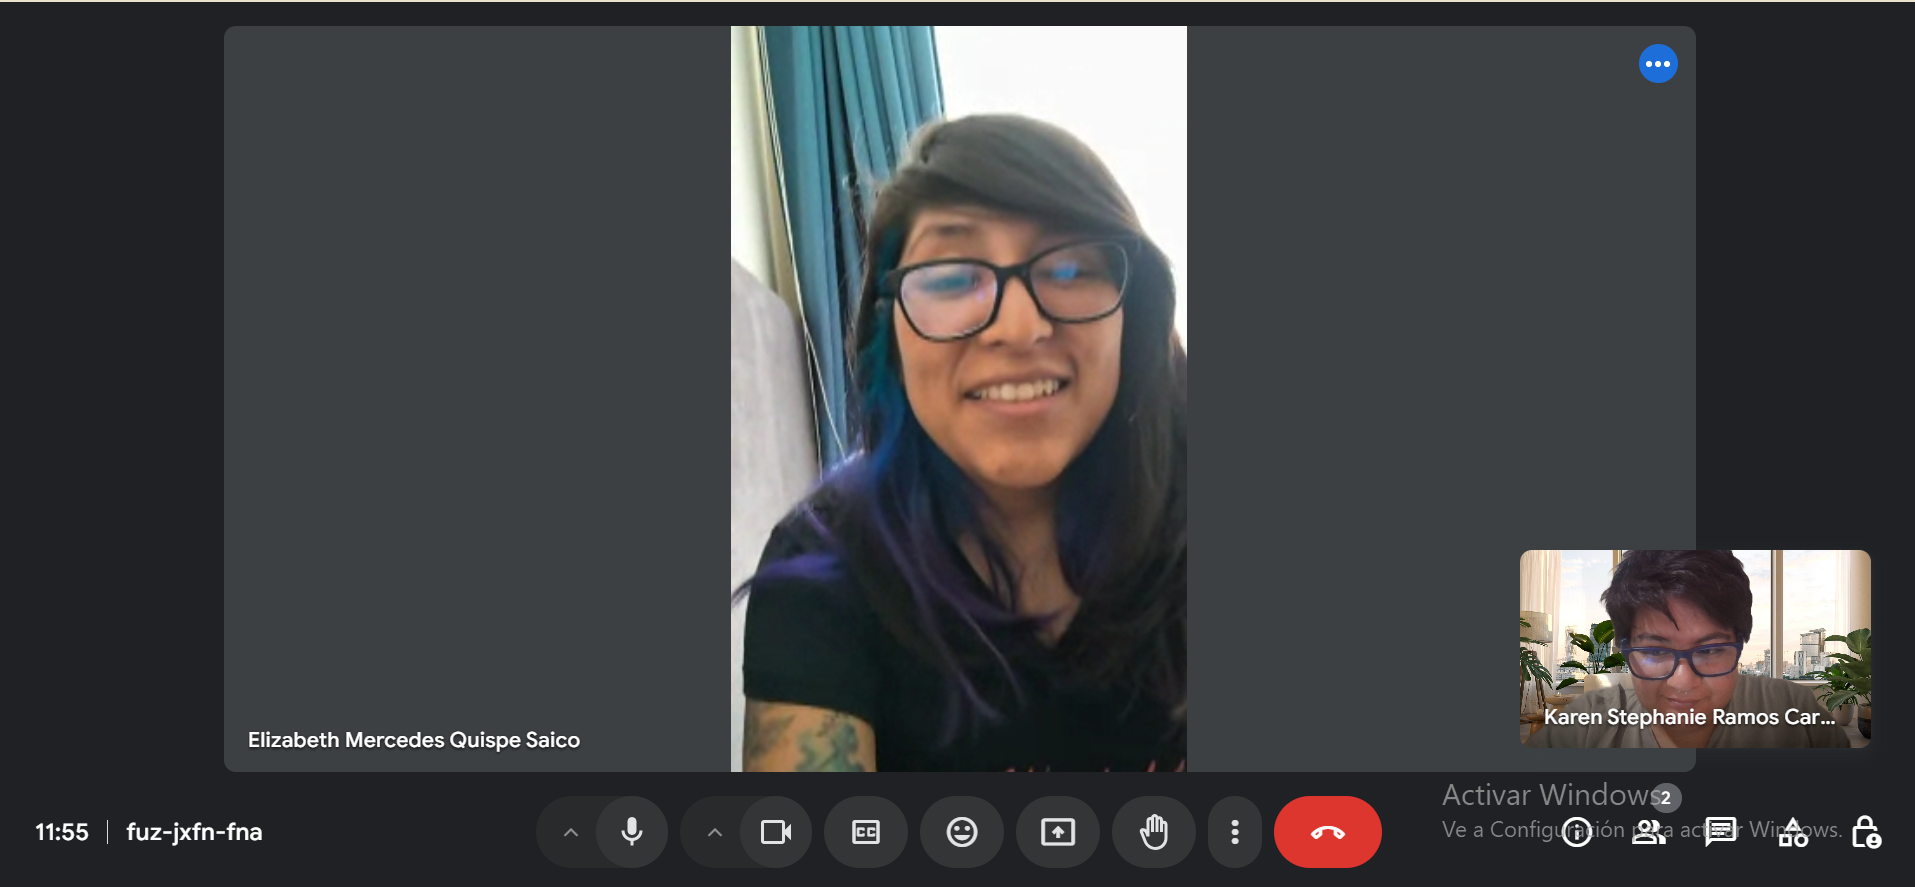 Elizabeth Mercedes Quispe Saico
Karen Stephanie Ramos Car...
Activar Windows
2
Ve a Configuración para activar Windows.
11:55
fuz-jxfn-fna
CC